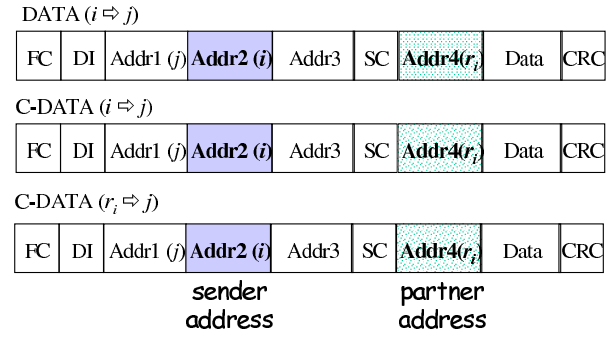 DATA (i ⇨ j)
FC DI Addr1 (j) Addr2 (i) Addr3 SC Addr4(rᵢ) Data CRC
C-DATA (i ⇨ j)
FC DI Addr1 (j) Addr2 (i) Addr3 SC Addr4(rᵢ) Data CRC
C-DATA (rᵢ ⇨ j)
FC DI Addr1 (j) Addr2 (i) Addr3 SC Addr4(rᵢ) Data CRC
sender partner
address address